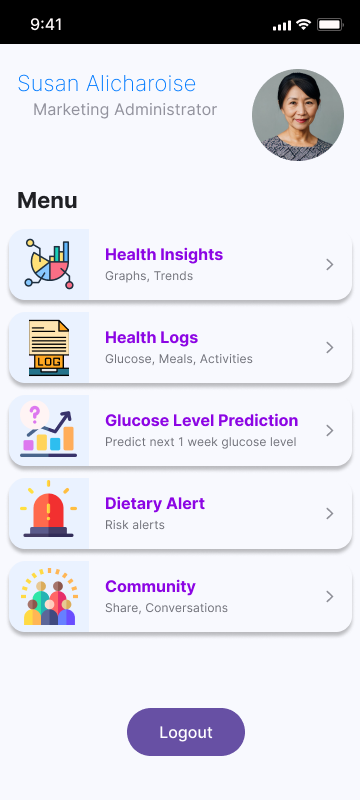 9:41
Susan Alicharoise
Marketing Administrator
Menu
Health Insights
Graphs, Trends
LOG
Health Logs
Glucose, Meals, Activities
?
Glucose Level Prediction
Predict next 1 week glucose level
!
Dietary Alert
Risk alerts
Community
Share, Conversations
Logout